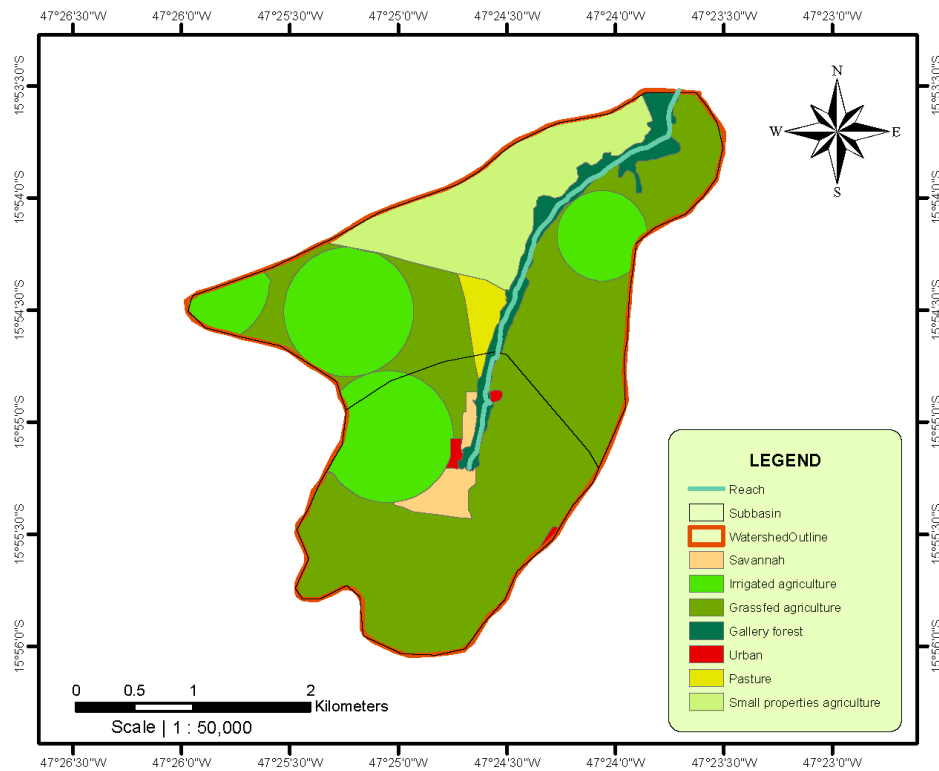 47°26'30"W 47°26'0"W 47°25'30"W 47°25'0"W 47°24'30"W 47°24'0"W 47°23'30"W 47°23'0"W
15°53'30"S 15°53'30"S
15°54'0"S 15°54'0"S
15°54'30"S 15°54'30"S
15°55'0"S 15°55'0"S
15°55'30"S 15°55'30"S
15°56'0"S 15°56'0"S
N
W E
S
LEGEND
Reach
Subbasin
WatershedOutline
Savannah
Irrigated agriculture
Grassfed agriculture
Gallery forest
Urban
Pasture
Small properties agriculture
0 0.5 1 2
Kilometers
Scale | 1 : 50,000
47°26'30"W 47°26'0"W 47°25'30"W 47°25'0"W 47°24'30"W 47°24'0"W 47°23'30"W 47°23'0"W